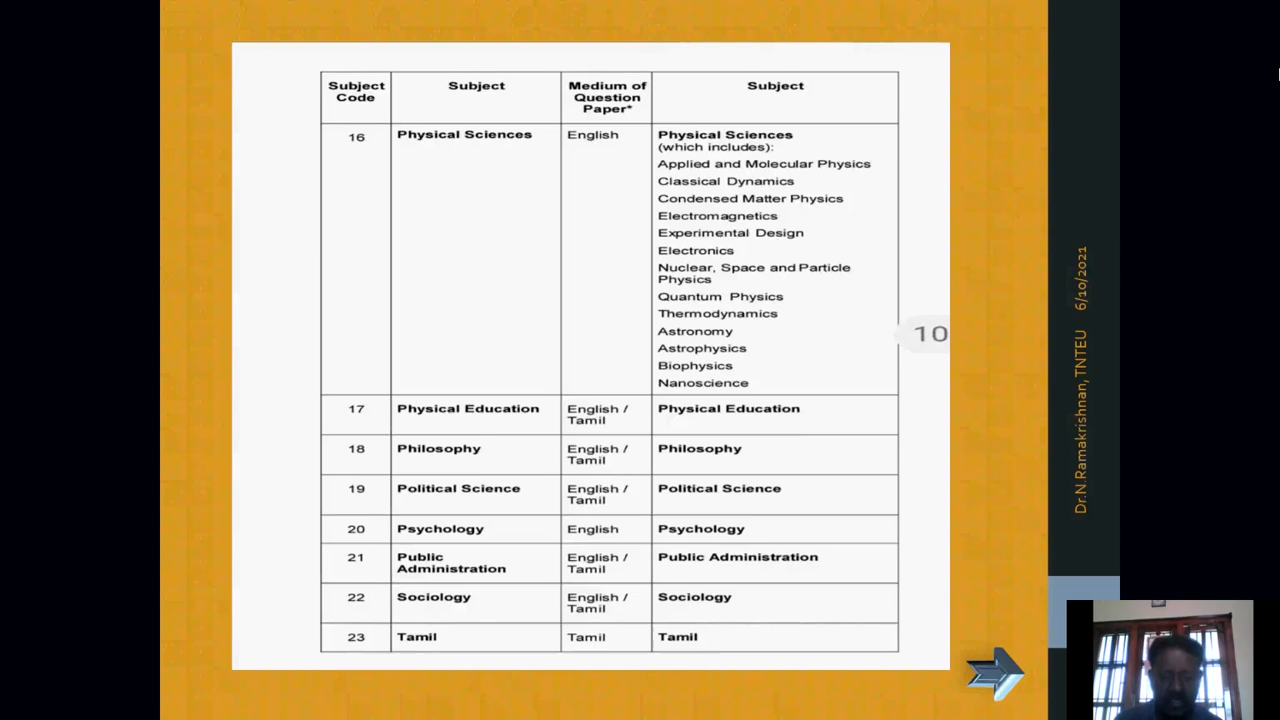 Subject Code
Subject
Medium of Question Paper*
Subject
16
Physical Sciences
English
Physical Sciences
(which includes):
Applied and Molecular Physics
Classical Dynamics
Condensed Matter Physics
Electromagnetics
Experimental Design
Electronics
Nuclear, Space and Particle
Physics
Quantum Physics
Thermodynamics
Astronomy
Astrophysics
Biophysics
Nanoscience
17
Physical Education
English /
Tamil
Physical Education
18
Philosophy
English /
Tamil
Philosophy
19
Political Science
English /
Tamil
Political Science
20
Psychology
English
Psychology
21
Public
Administration
English /
Tamil
Public Administration
22
Sociology
English /
Tamil
Sociology
23
Tamil
Tamil
Tamil
10
Dr.N.Ramakrishnan,TNTEU 6/10/2021